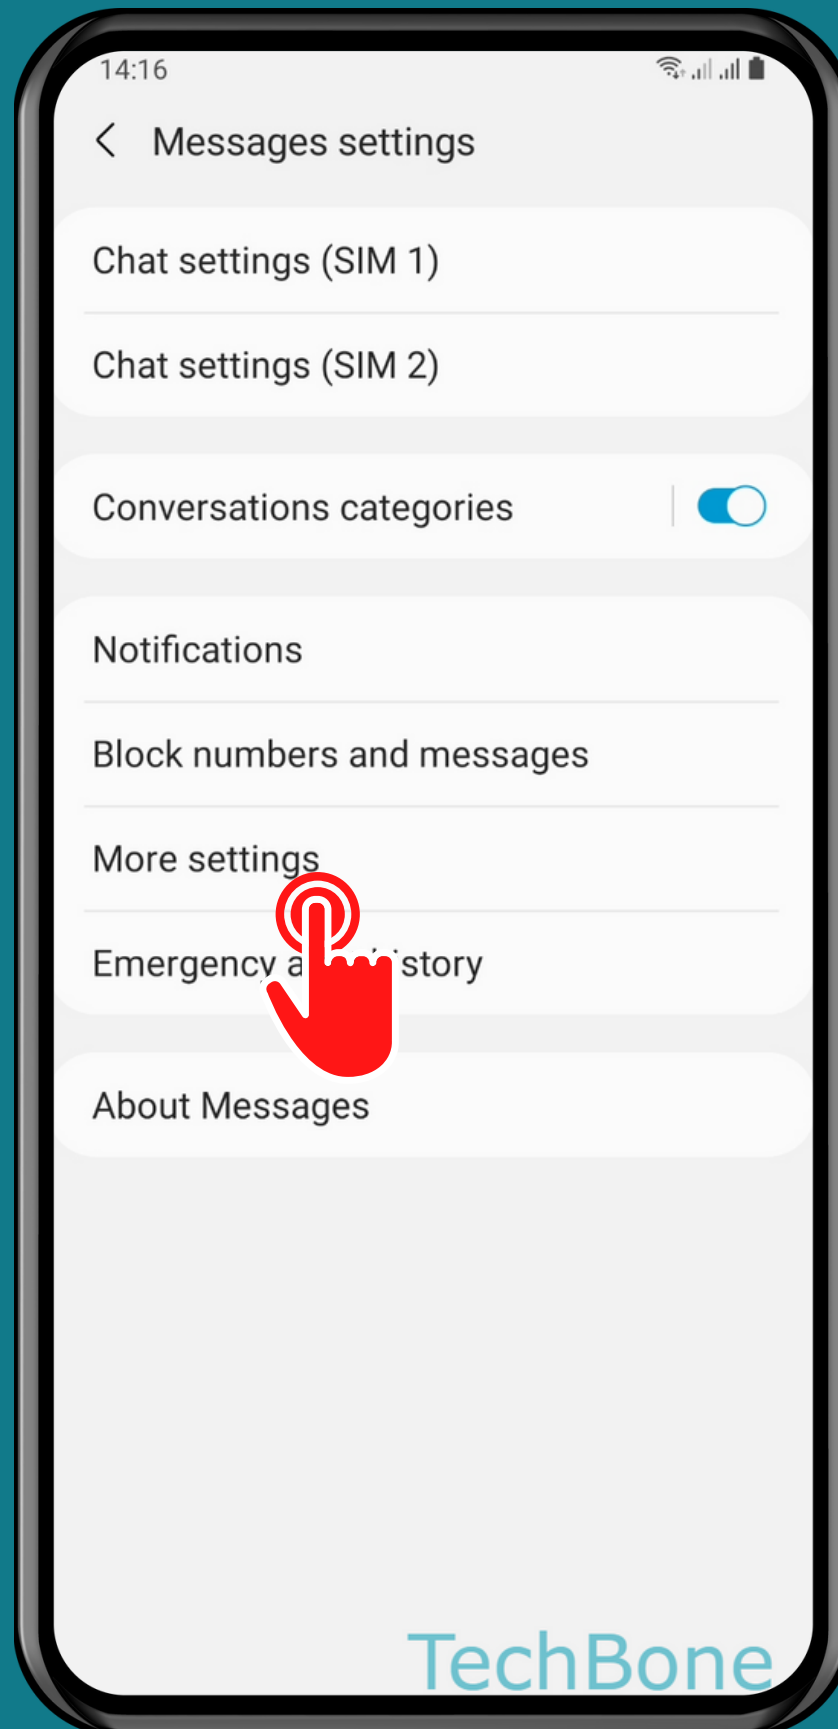 14:16
Messages settings
Chat settings (SIM 1)
Chat settings (SIM 2)
Conversations categories
Notifications
Block numbers and messages
More settings
Emergency story
About Messages
TechBone